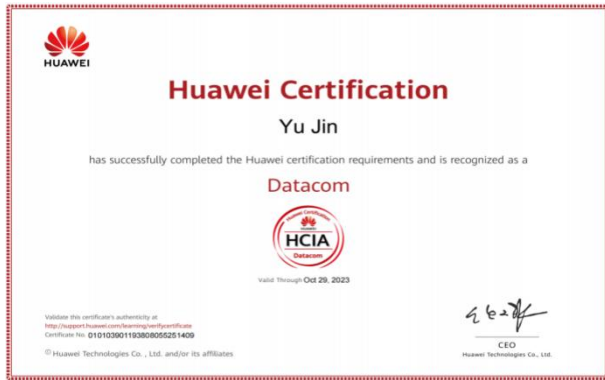 HUAWEI
Huawei Certification
Yu Jin
has successfully completed the Huawei certification requirements and is recognized as a
Datacom
Huawei Certification
HUAWEI
HCIA
Datacom
Valid Through Oct 29, 2023
Validate this certificate's authenticity at
http://support.huawei.com/learning/verifycertificate
Certificate No: 010103901193808055251409
© Huawei Technologies Co. , Ltd. and/or its affiliates
CEO
Huawei Technologies Co., Ltd.